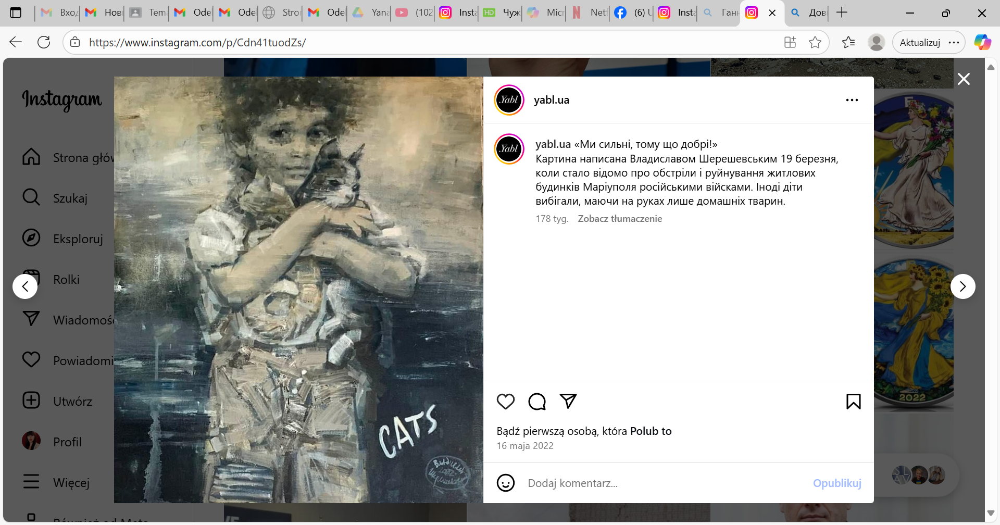 Вхо
Нов
Tem
Ode
Ode
Stro
Ode
Yana
(102
Insta
Чуж
Micr
Netf
(6) U
Insta
Ган
Дов
https://www.instagram.com/p/Cdn41tuodZs/
Aktualizuj
Instagram
Strona głów
Szukaj
Eksploruj
Rolki
Wiadomoś
Powiadomi
Utwórz
Profil
Więcej
CATS
2022
Yabl
yabl.ua
Yabl
yabl.ua «Ми сильні, тому що добрі!»
Картина написана Владиславом Шерешевським 19 березня,
коли стало відомо про обстріли і руйнування житлових
будинків Маріуполя російськими військами. Іноді діти
вибігали, маючи на руках лише домашніх тварин.
178 tyg. Zobacz tłumaczenie
Bądź pierwszą osobą, która Polub to
16 maja 2022
Dodaj komentarz...
Opublikuj
2022